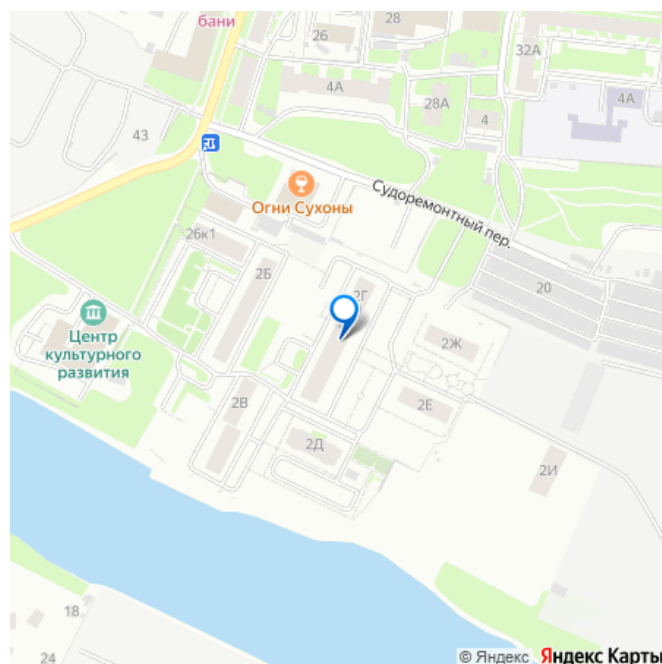 бани
28
26
32А
4А
28А
4
4А
43
Судоремонтный пер.
Огни Сухоны
2бк1
2Б
20
2Г
Центр
культурного
развития
2Ж
2В
2Е
2Д
2И
18
24
© Яндекс Яндекс Карты